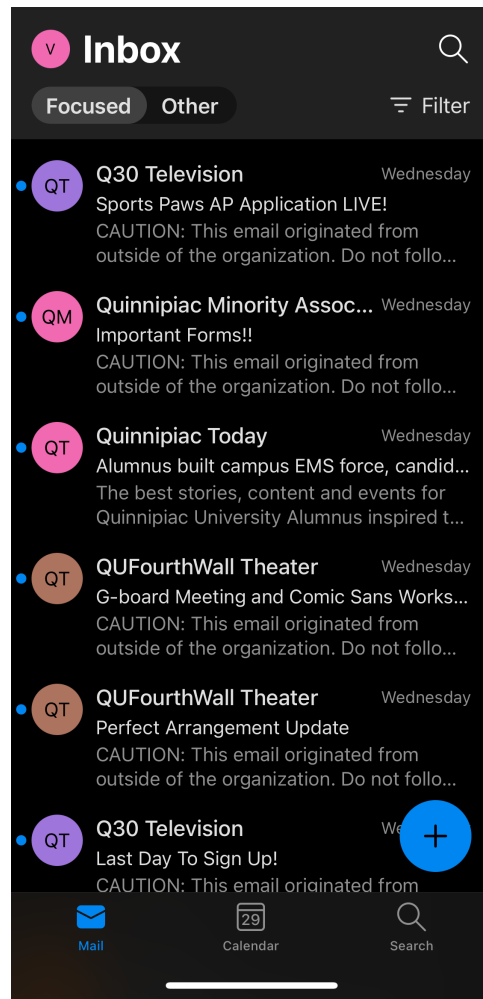 V Inbox
Focused Other Filter
QT Q30 Television Wednesday
Sports Paws AP Application LIVE!
CAUTION: This email originated from
outside of the organization. Do not follo...
QM Quinnipiac Minority Assoc... Wednesday
Important Forms!!
CAUTION: This email originated from
outside of the organization. Do not follo...
QT Quinnipiac Today Wednesday
Alumnus built campus EMS force, candid...
The best stories, content and events for
Quinnipiac University Alumnus inspired t...
QT QUFourthWall Theater Wednesday
G-board Meeting and Comic Sans Works...
CAUTION: This email originated from
outside of the organization. Do not follo...
QT QUFourthWall Theater Wednesday
Perfect Arrangement Update
CAUTION: This email originated from
outside of the organization. Do not follo...
QT Q30 Television We
Last Day To Sign Up!
CAUTION: This email originated from
29
Mail Calendar Search